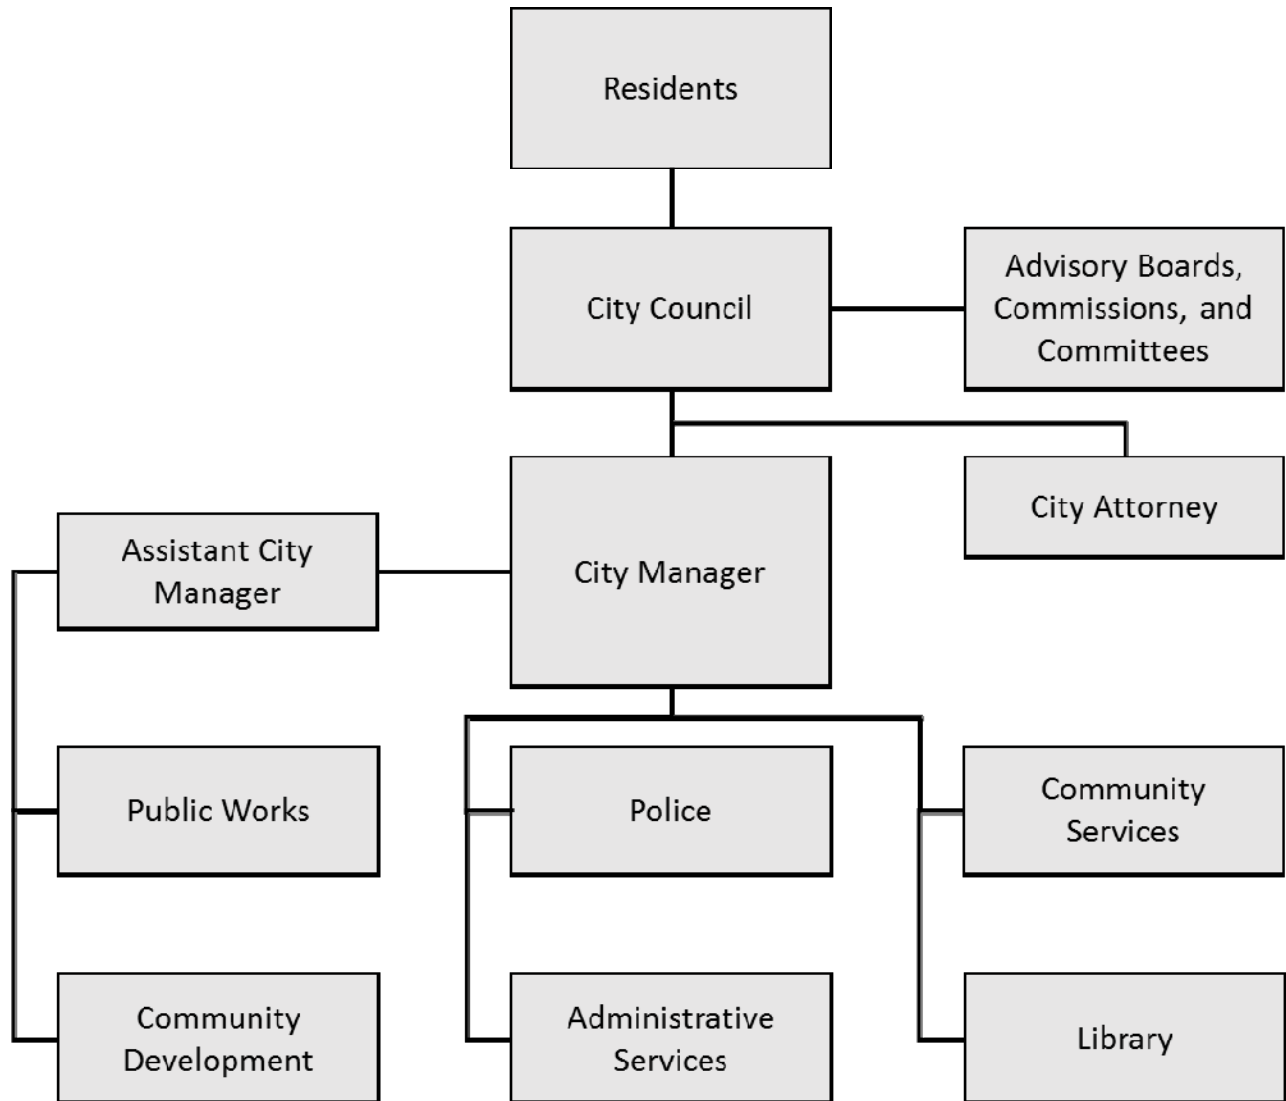 Residents
City Council
Advisory Boards,
Commissions, and
Committees
City Attorney
Assistant City
Manager
City Manager
Public Works
Police
Community
Services
Community
Development
Administrative
Services
Library